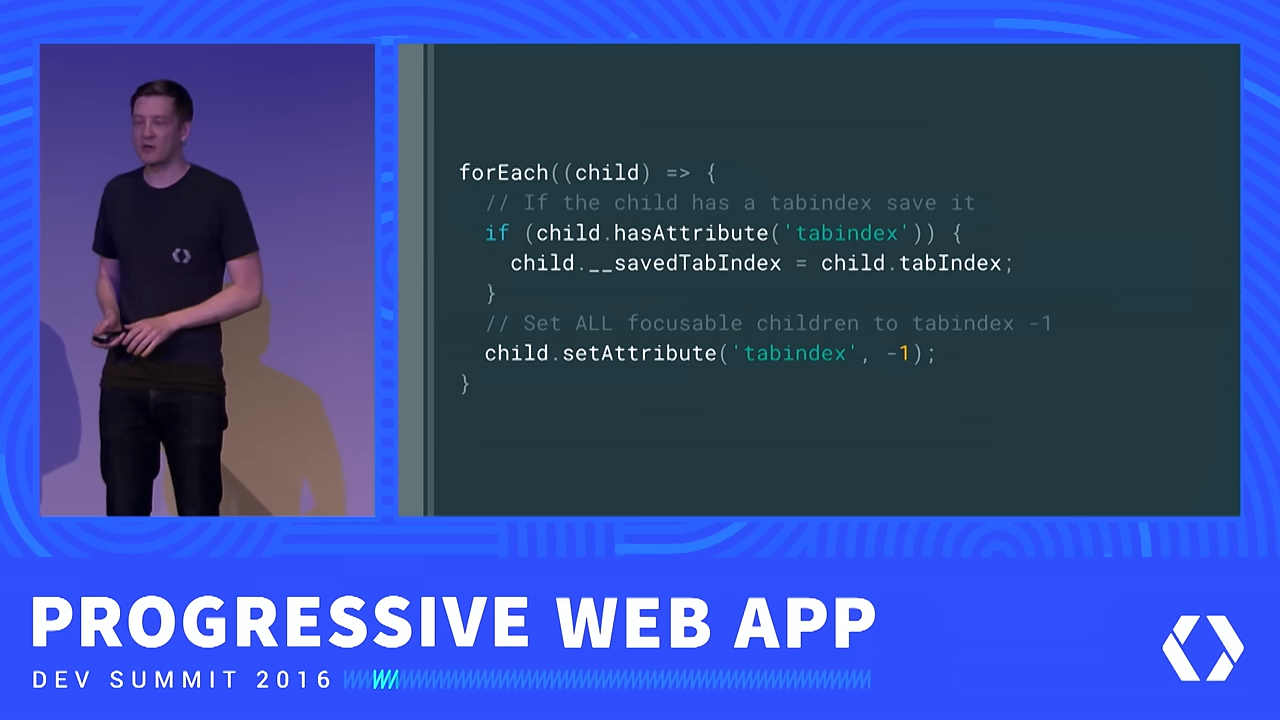 forEach((child) => {
// If the child has a tabindex save it
if (child.hasAttribute('tabindex')) {
child.__savedTabIndex = child.tabIndex;
}
// Set ALL focusable children to tabindex -1
child.setAttribute('tabindex', -1);
}
PROGRESSIVE WEB APP
DEV SUMMIT 2016